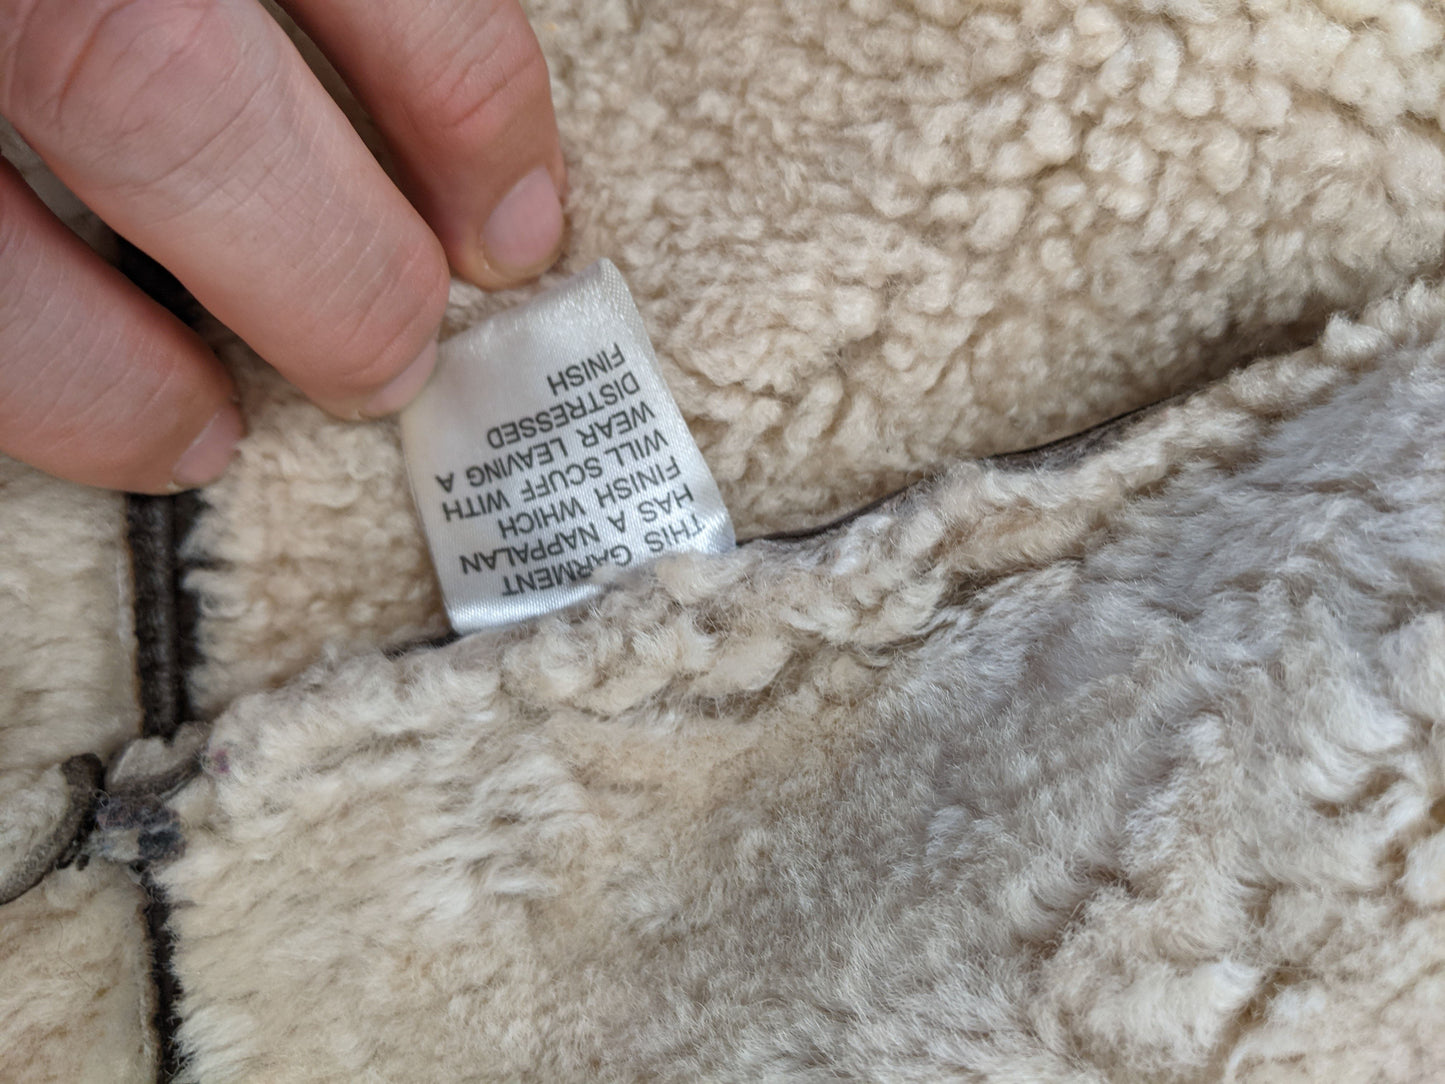 THIS GARMENT
HAS A NAPPALAN
FINISH WHICH
WILL SCUFF WITH
WEAR LEAVING A
DISTRESSED
FINISH